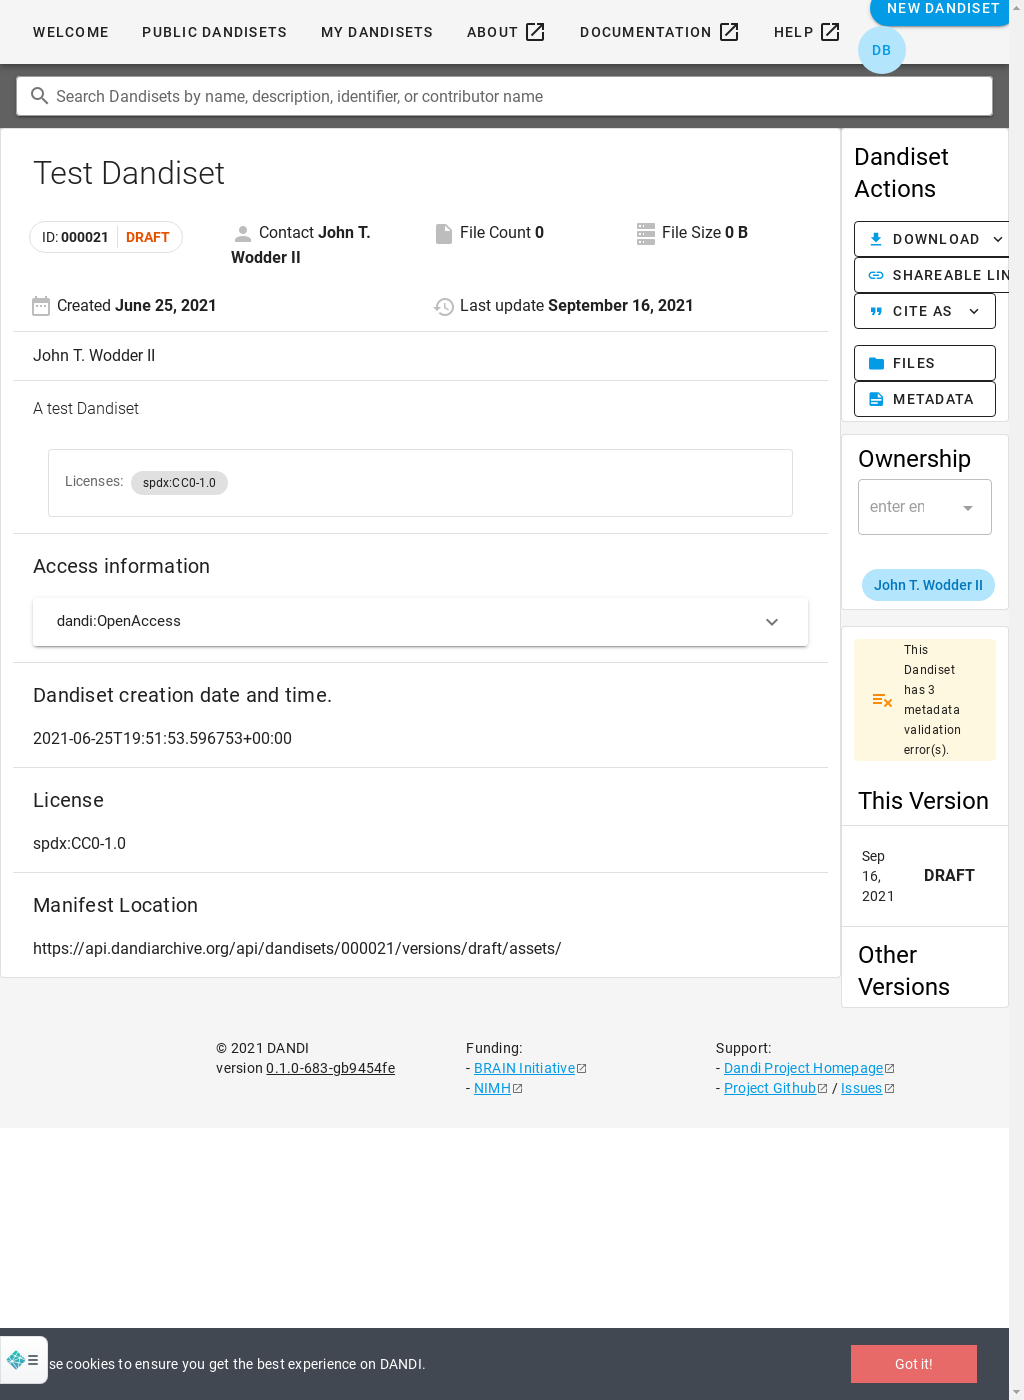 WELCOME PUBLIC DANDISETS MY DANDISETS ABOUT DOCUMENTATION HELP NEW DANDISET
DB
Search Dandisets by name, description, identifier, or contributor name
Test Dandiset
ID: 000021 DRAFT
Contact John T. Wodder II
File Count 0
File Size 0 B
Created June 25, 2021
Last update September 16, 2021
John T. Wodder II
A test Dandiset
Licenses: spdx:CC0-1.0
Access information
dandi:OpenAccess
Dandiset creation date and time.
2021-06-25T19:51:53.596753+00:00
License
spdx:CC0-1.0
Manifest Location
https://api.dandiarchive.org/api/dandisets/000021/versions/draft/assets/
Dandiset
Actions
DOWNLOAD
SHAREABLE LIN
CITE AS
FILES
METADATA
Ownership
enter en
John T. Wodder II
This
Dandiset
has 3
metadata
validation
error(s).
This Version
Sep
16,
2021
DRAFT
Other
Versions
© 2021 DANDI
version 0.1.0-683-gb9454fe
Funding:
- BRAIN Initiative
- NIMH
Support:
- Dandi Project Homepage
- Project Github / Issues
se cookies to ensure you get the best experience on DANDI.
Got it!